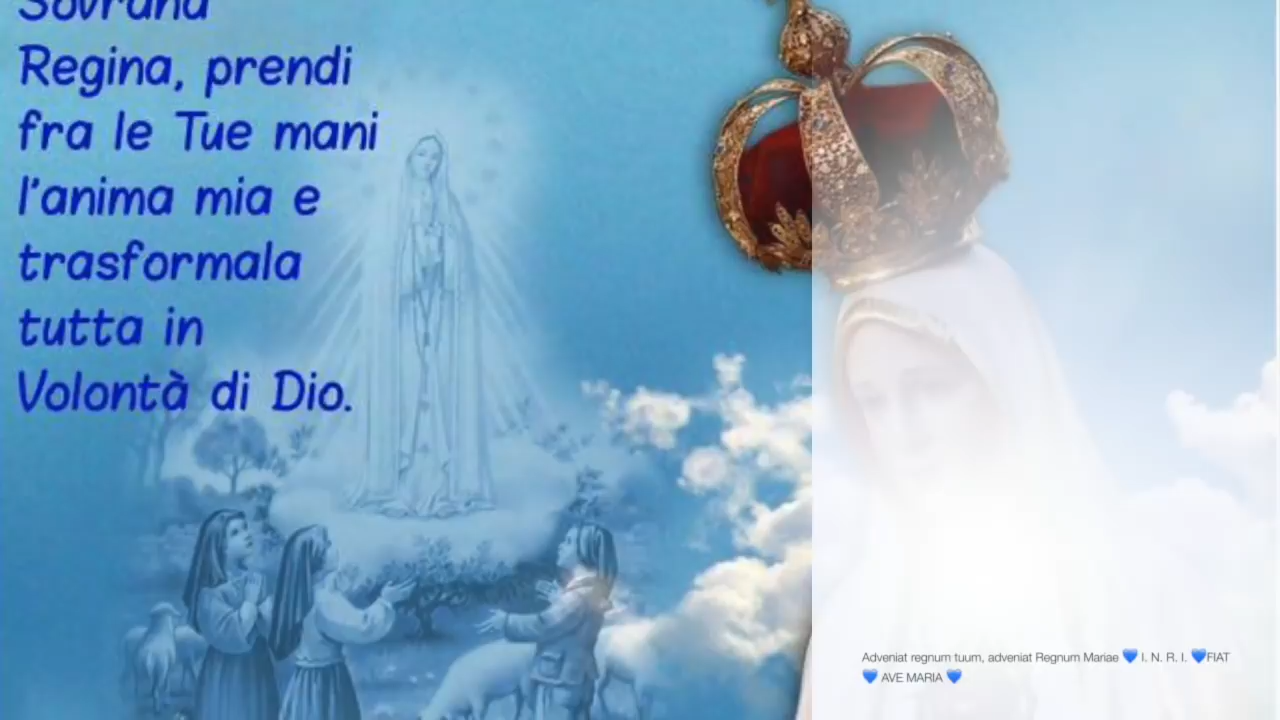 Sovrana
Regina, prendi
fra le Tue mani
l'anima mia e
trasformala
tutta in
Volontà di Dio.
Adveniat regnum tuum, adveniat Regnum Mariae 💙 I. N. R. I. 💙FIAT
💙 AVE MARIA 💙